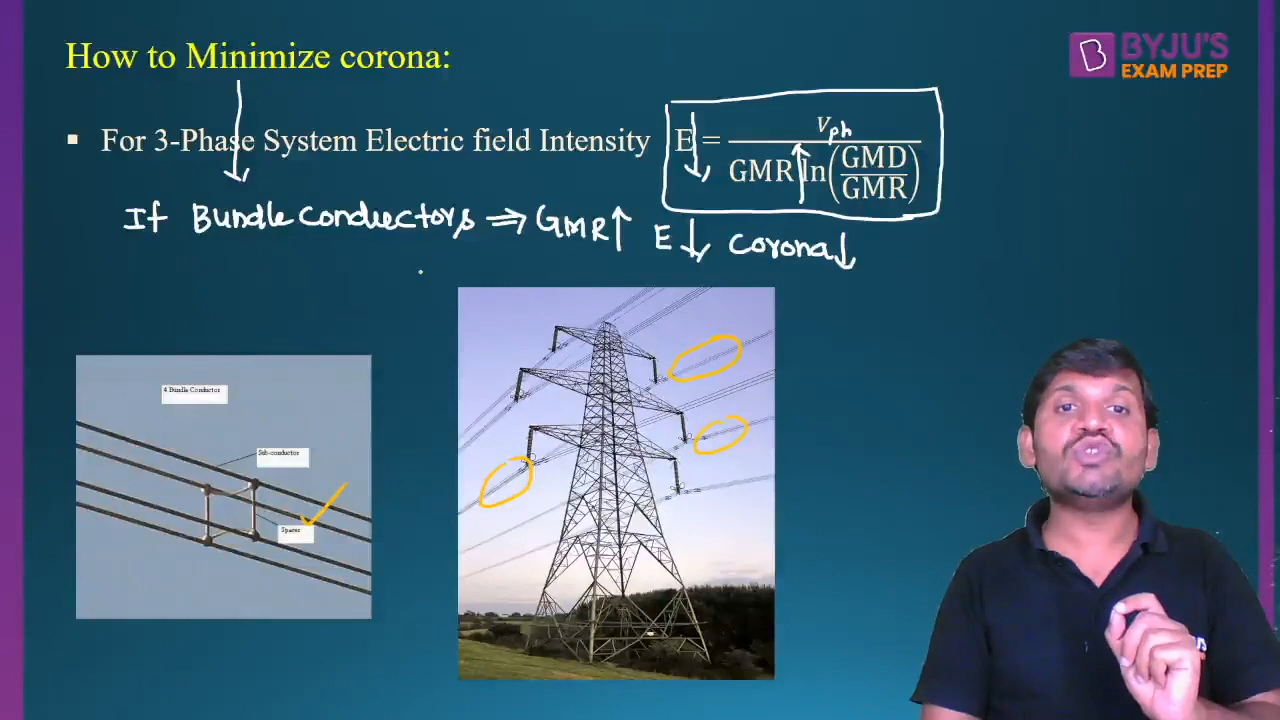 How to Minimize corona:
BYJU'S
EXAM PREP
▪ For 3-Phase System Electric field Intensity E = Vph / GMR ln(GMD/GMR)
If Bundle Conductors ⇒ GMR↑ E↓ Corona↓
4 Bundle Conductor
Sub-conductor
Spacer